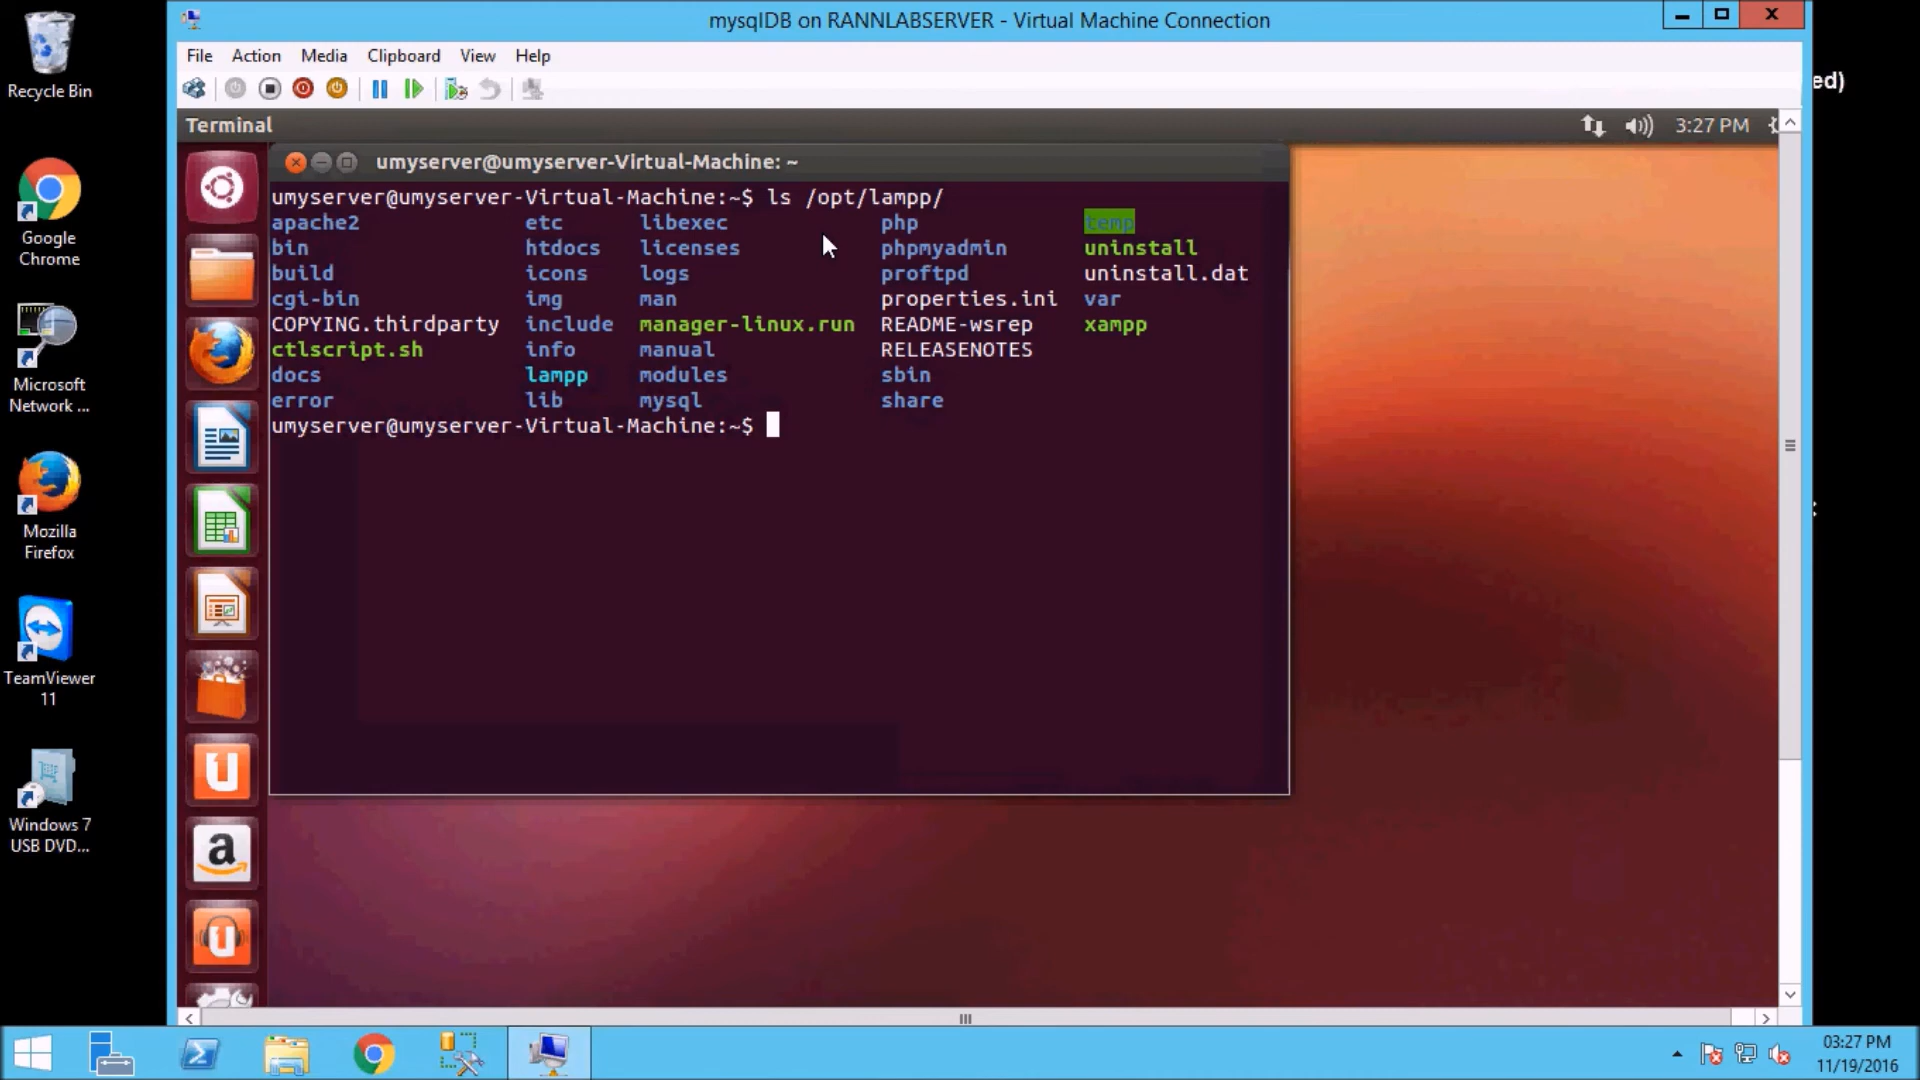 mysqlDB on RANNLABSERVER - Virtual Machine Connection
File Action Media Clipboard View Help
ed)
Terminal
3:27 PM
umyserver@umyserver-Virtual-Machine: ~
umyserver@umyserver-Virtual-Machine:~$ ls /opt/lampp/
apache2 etc libexec php temp
bin htdocs licenses phpmyadmin uninstall
build icons logs proftpd uninstall.dat
cgi-bin img man properties.ini var
COPYING.thirdparty include manager-linux.run README-wsrep xampp
ctlscript.sh info manual RELEASENOTES
docs lampp modules sbin
error lib mysql share
umyserver@umyserver-Virtual-Machine:~$
Recycle Bin
Google
Chrome
Microsoft
Network ...
Mozilla
Firefox
TeamViewer
11
Windows 7
USB DVD...
03:27 PM
11/19/2016